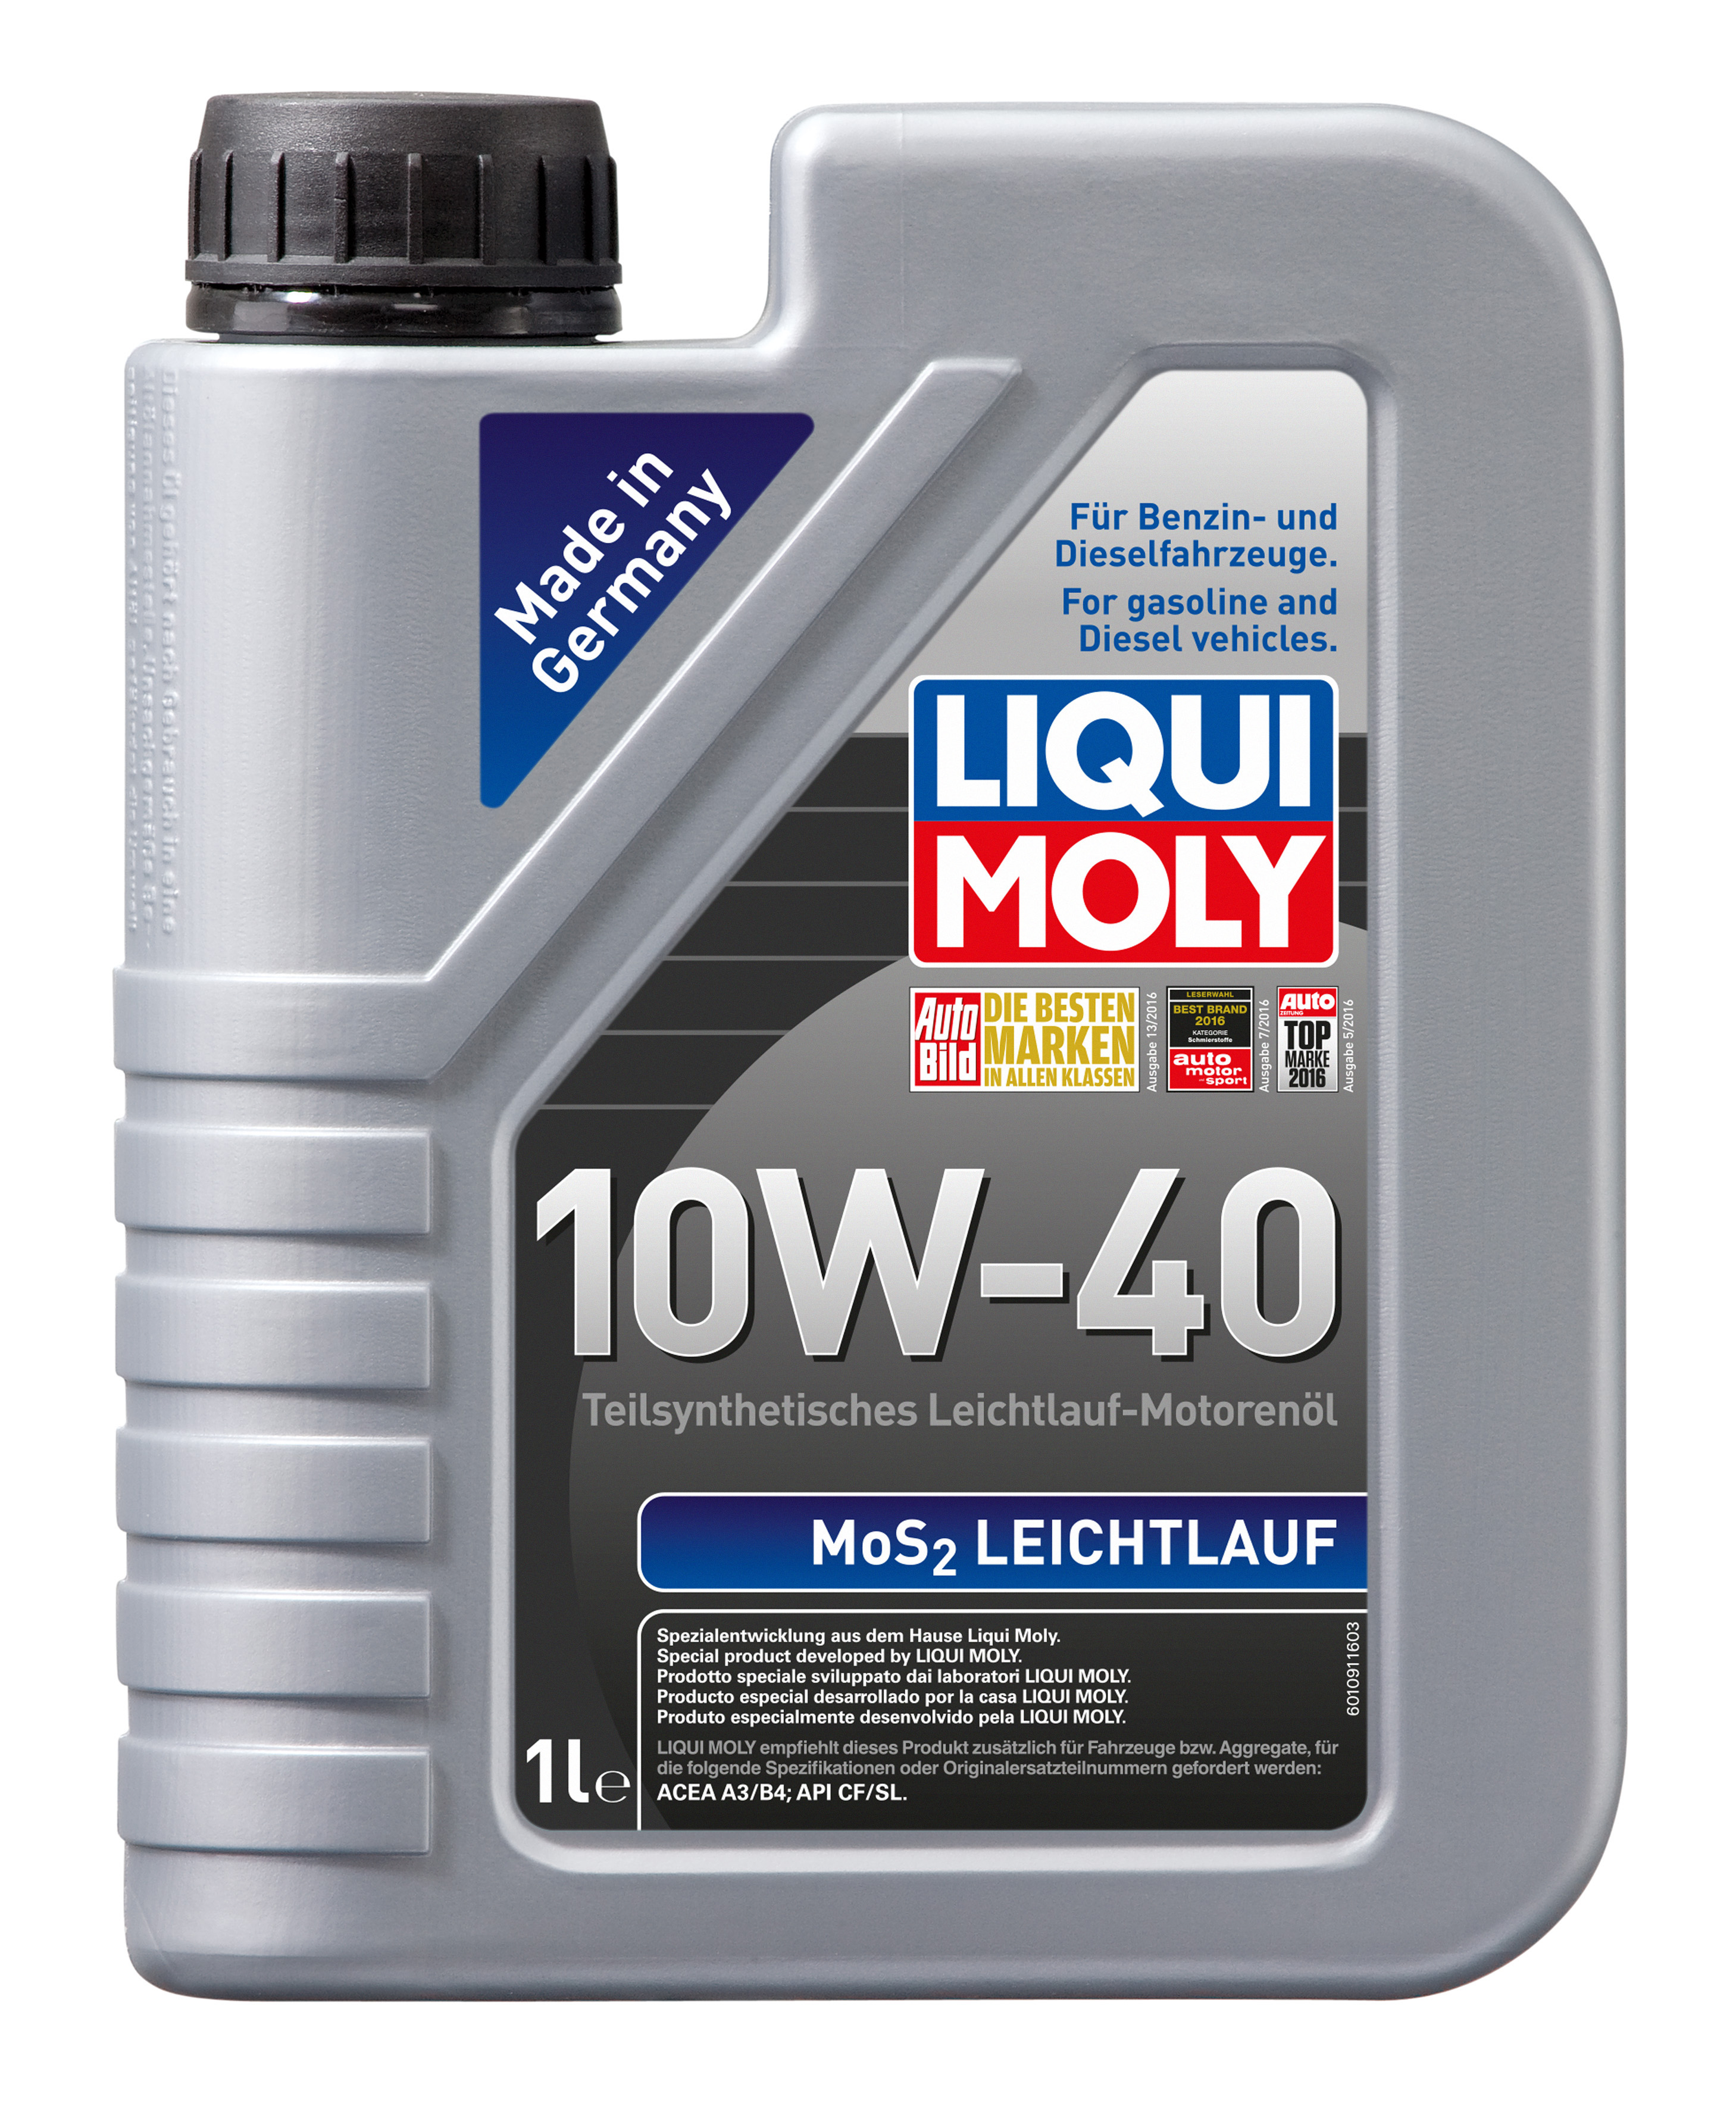 Made in
Germany
Für Benzin- und
Dieselfahrzeuge.
For gasoline and
Diesel vehicles.
LIQUI
MOLY
Auto
Bild
DIE BESTEN
MARKEN
IN ALLEN KLASSEN
Ausgabe 13/2016
LESERWAHL
BEST BRAND
2016
KATEGORIE
Schmierstoffe
auto
motor
und sport
Ausgabe 7/2016
Auto
ZEITUNG
TOP
MARKE
2016
Ausgabe 5/2016
10W-40
Teilsynthetisches Leichtlauf-Motorenöl
MoS₂ LEICHTLAUF
Spezialentwicklung aus dem Hause Liqui Moly.
Special product developed by LIQUI MOLY.
Prodotto speciale sviluppato dai laboratori LIQUI MOLY.
Producto especial desarrollado por la casa LIQUI MOLY.
Produto especialmente desenvolvido pela LIQUI MOLY.
6010911603
LIQUI MOLY empfiehlt dieses Produkt zusätzlich für Fahrzeuge bzw. Aggregate, für
die folgende Spezifikationen oder Originalersatzteilnummern gefordert werden:
ACEA A3/B4; API CF/SL.
1l e